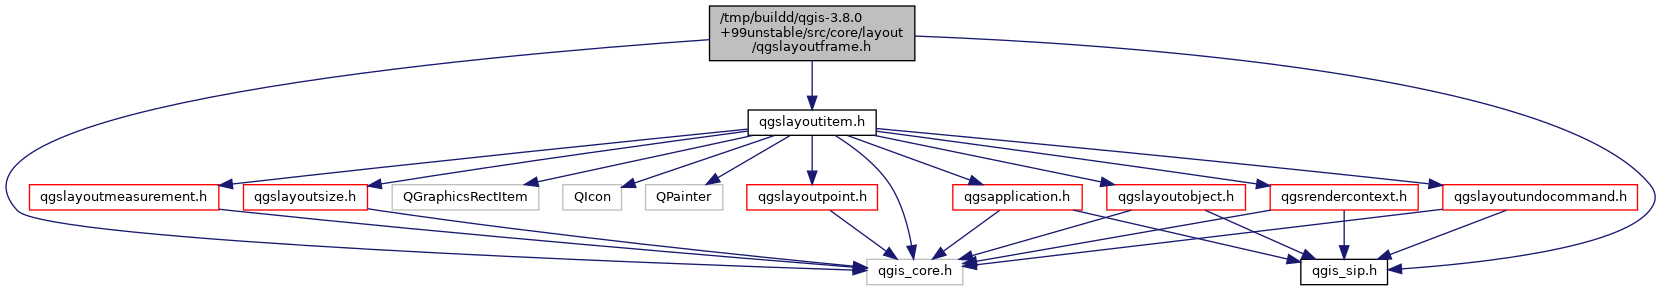 /tmp/buildd/qgis-3.8.0
+99unstable/src/core/layout
/qgslayoutframe.h
qgslayoutitem.h
qgslayoutmeasurement.h
qgslayoutsize.h
QGraphicsRectItem
QIcon
QPainter
qgslayoutpoint.h
qgsapplication.h
qgslayoutobject.h
qgsrendercontext.h
qgslayoutundocommand.h
qgis_core.h
qgis_sip.h